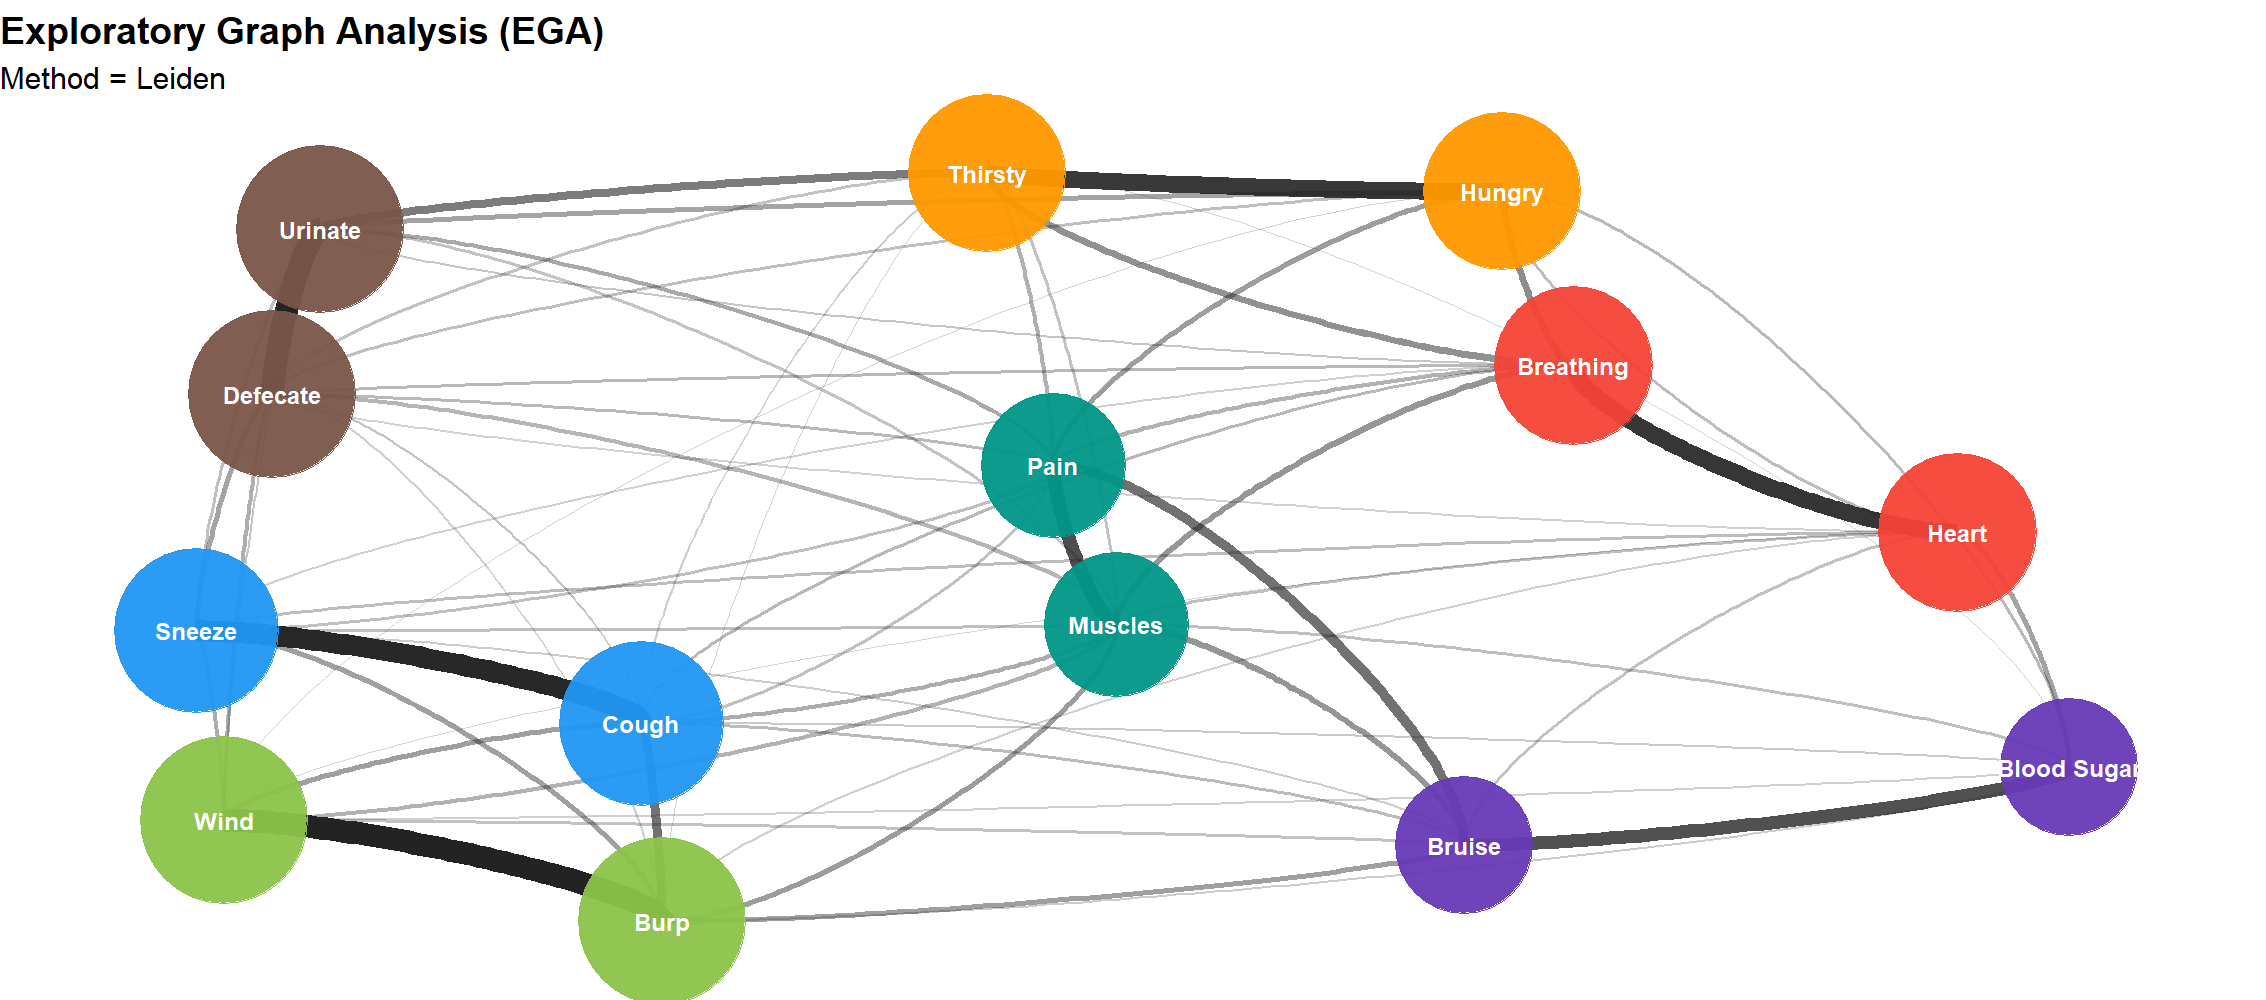 Exploratory Graph Analysis (EGA)
Method = Leiden
Thirsty
Hungry
Urinate
Breathing
Defecate
Pain
Heart
Muscles
Sneeze
Cough
Blood Sugar
Wind
Bruise
Burp